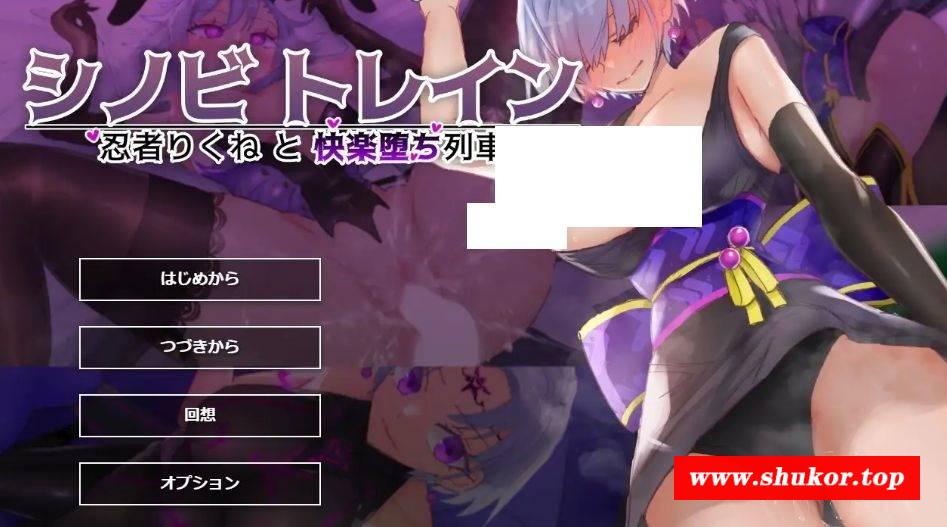 シノビトレイン
忍者りくねと快楽堕ち列車
はじめから
つづきから
回想
オプション
www.shukor.top